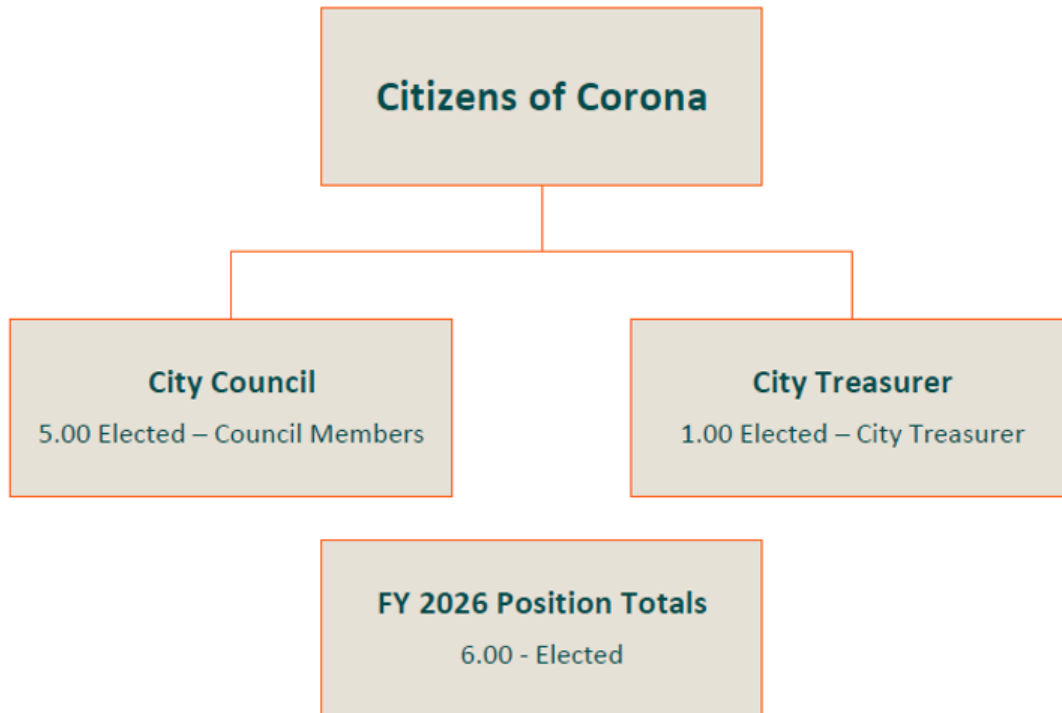 Citizens of Corona
City Council
5.00 Elected – Council Members
City Treasurer
1.00 Elected – City Treasurer
FY 2026 Position Totals
6.00 - Elected